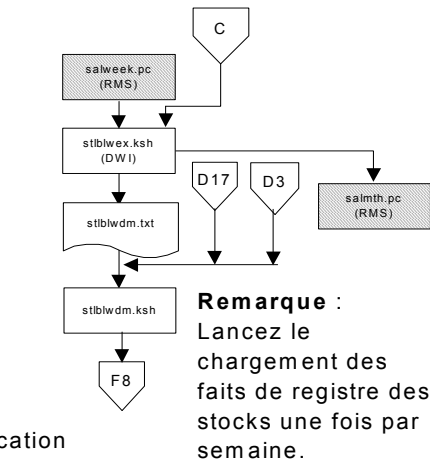 C
salweek.pc
(RMS)
stlblwex.ksh
(DWI)
D17
D3
salmth.pc
(RMS)
stlblwdm.txt
stlblwdm.ksh
F8
Remarque :
Lancez le
chargement des
faits de registre des
stocks une fois par
semaine.
cation